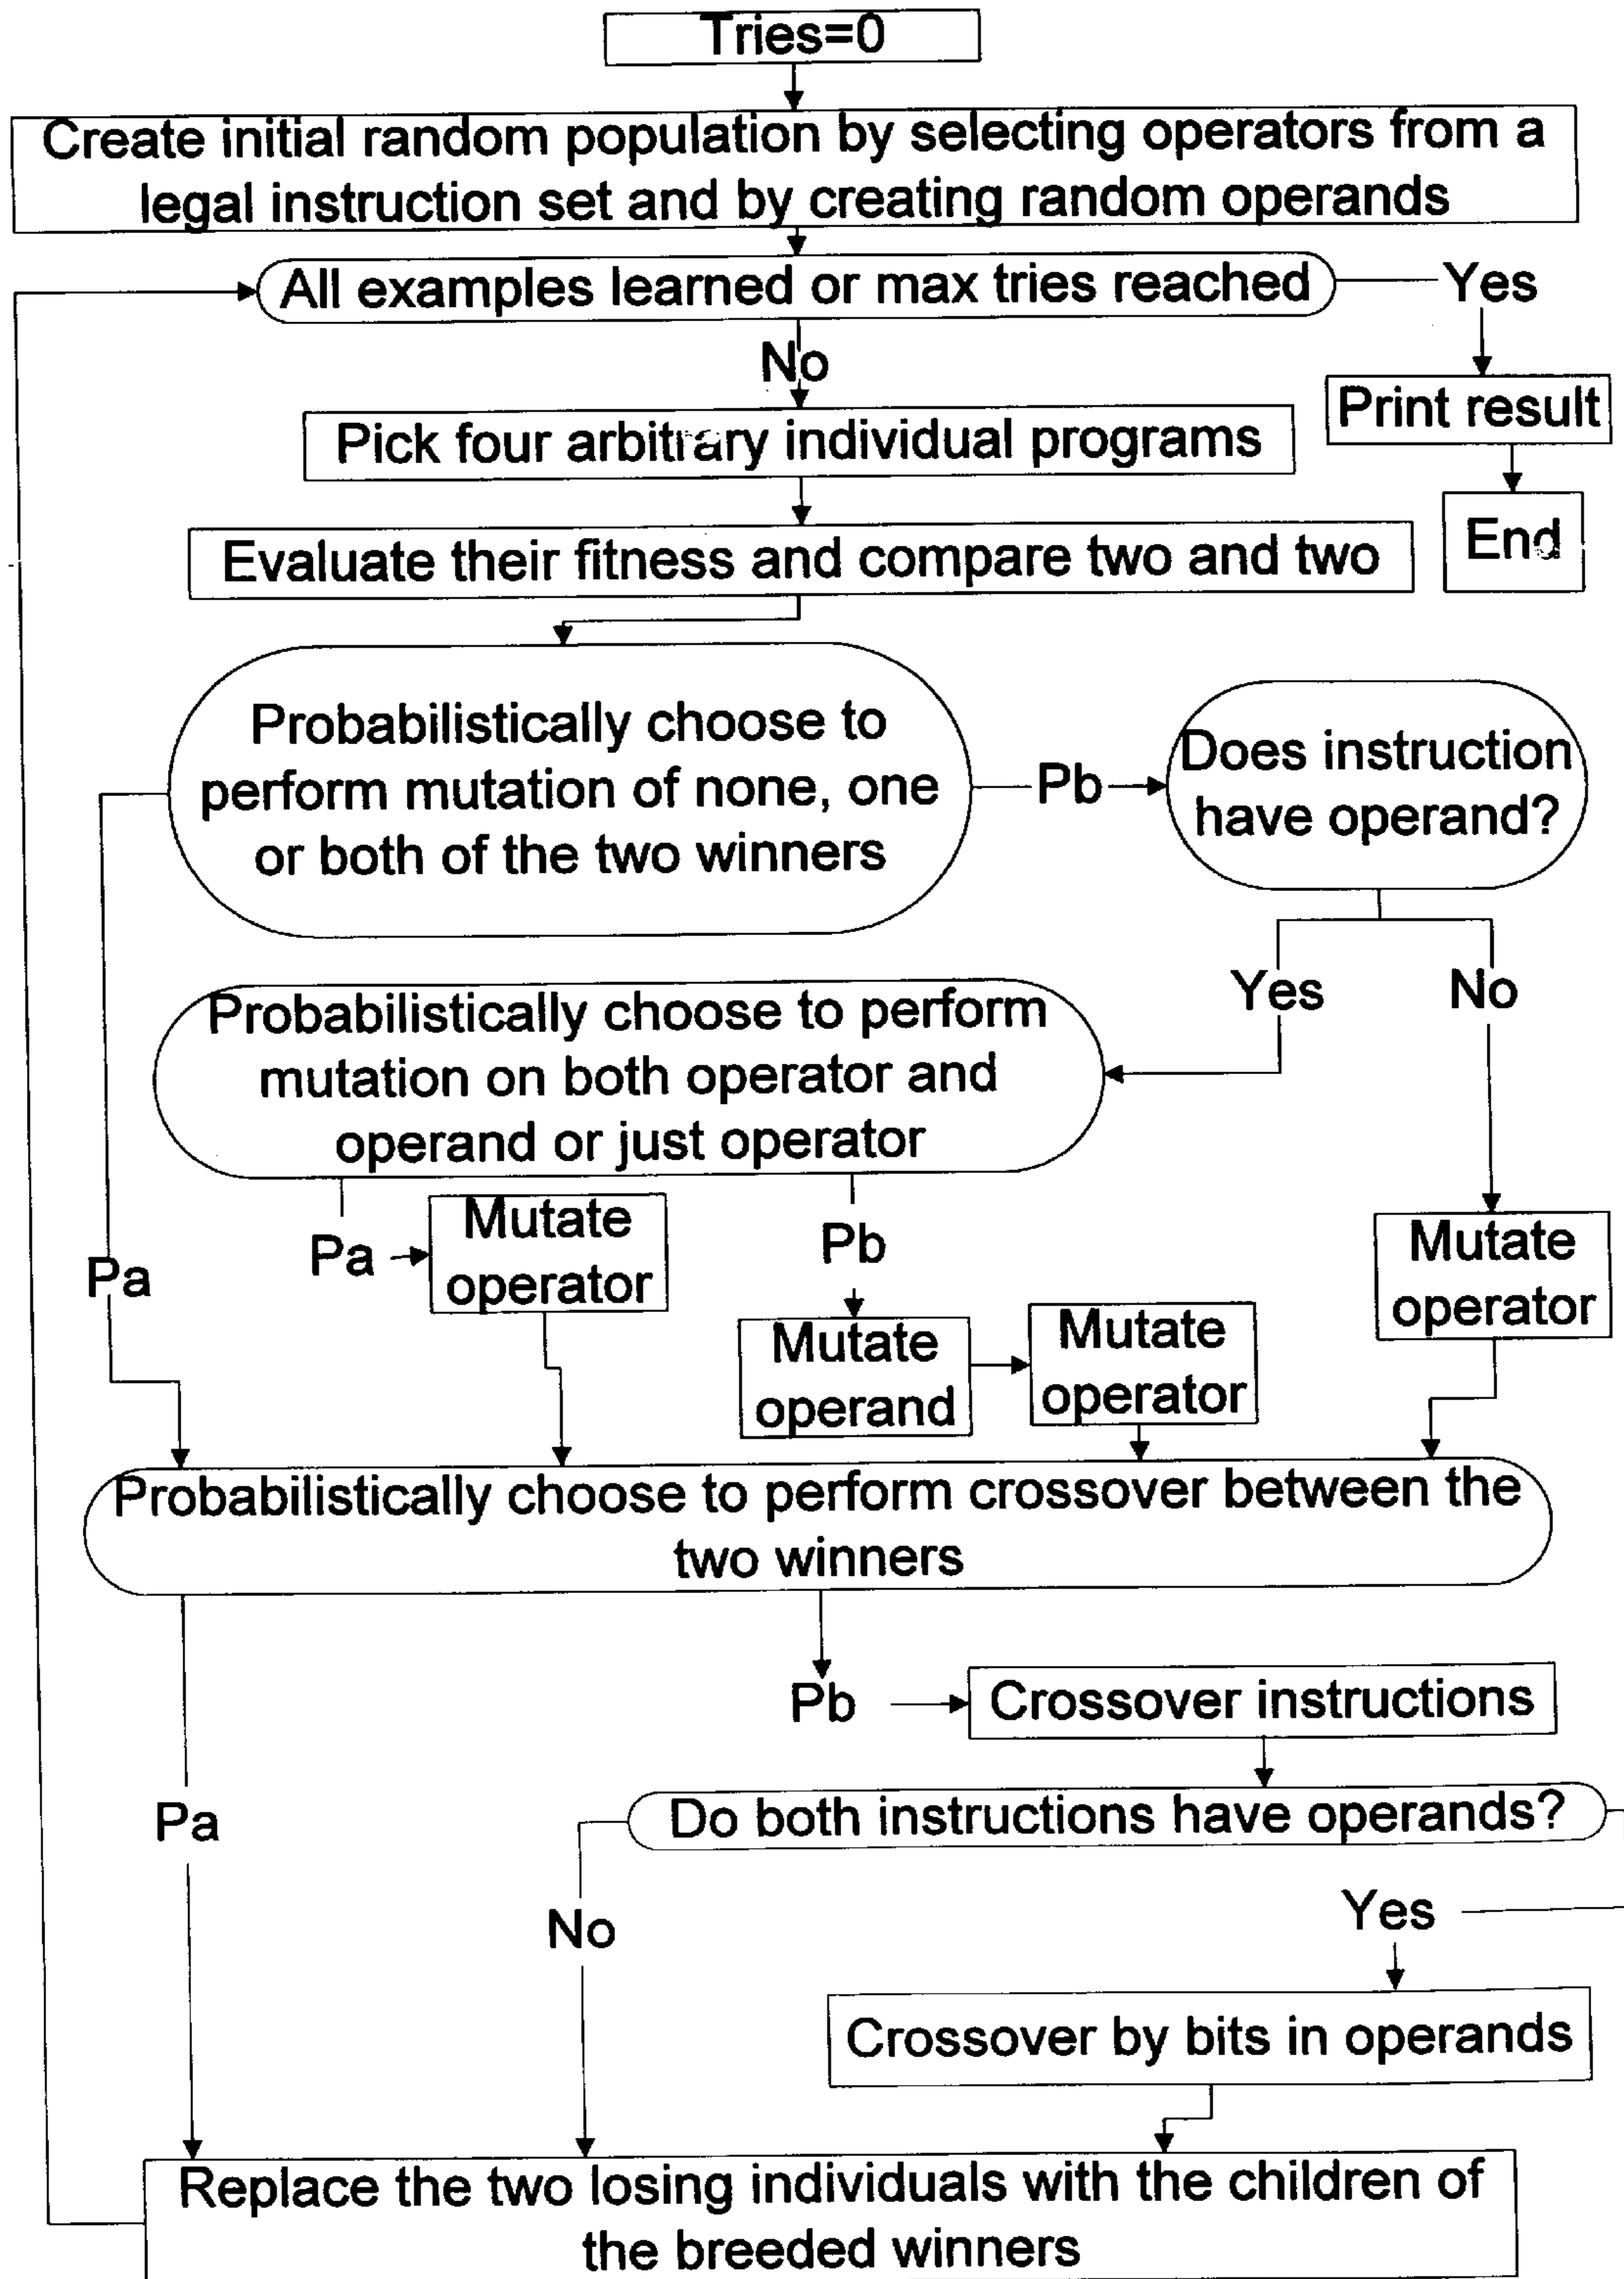 Tries=0
Create initial random population by selecting operators from a
legal instruction set and by creating random operands
All examples learned or max tries reached
Yes
No
Print result
Pick four arbitrary individual programs
End
Evaluate their fitness and compare two and two
Probabilistically choose to
perform mutation of none, one
or both of the two winners
Pb
Does instruction
have operand?
Yes
No
Probabilistically choose to perform
mutation on both operator and
operand or just operator
Pa
Pa
Mutate
operator
Pb
Mutate
operand
Mutate
operator
Mutate
operator
Probabilistically choose to perform crossover between the
two winners
Pb
Crossover instructions
Pa
Do both instructions have operands?
No
Yes
Crossover by bits in operands
Replace the two losing individuals with the children of
the breeded winners